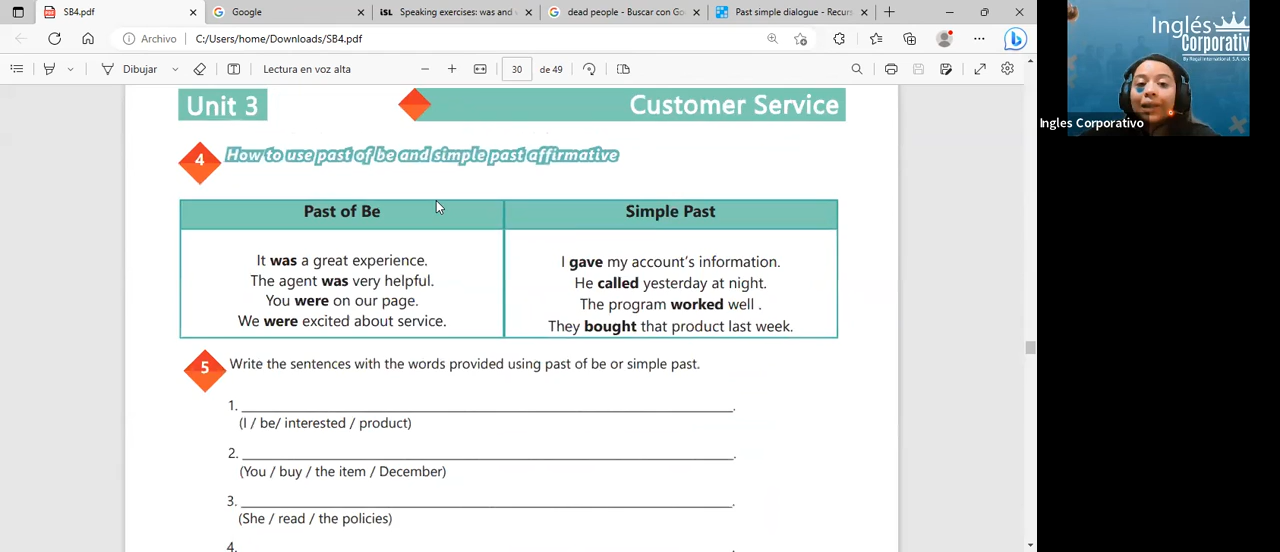 SB4.pdf
Google
iSL Speaking exercises: was and
dead people - Buscar con Go
Past simple dialogue - Recurs
Archivo C:/Users/home/Downloads/SB4.pdf
Dibujar
Lectura en voz alta
30 de 49
Unit 3
Customer Service
4 How to use past of be and simple past affirmative
Past of Be
It was a great experience.
The agent was very helpful.
You were on our page.
We were excited about service.
Simple Past
I gave my account's information.
He called yesterday at night.
The program worked well .
They bought that product last week.
5 Write the sentences with the words provided using past of be or simple past.
1. .
(I / be/ interested / product)
2. .
(You / buy / the item / December)
3. .
(She / read / the policies)
4. .
Inglés
Corporativ
Ingles Corporativo